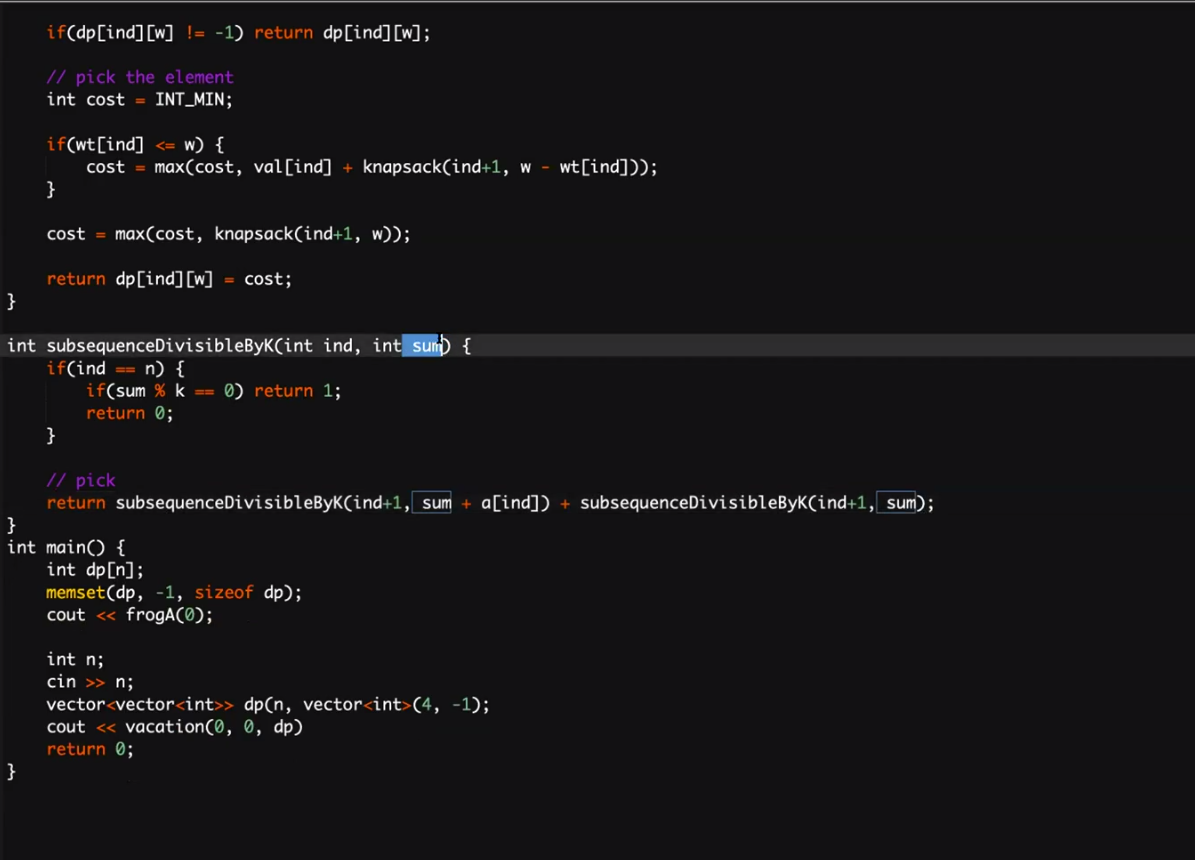 if(dp[ind][w] != -1) return dp[ind][w];
// pick the element
int cost = INT_MIN;
if(wt[ind] <= w) {
cost = max(cost, val[ind] + knapsack(ind+1, w - wt[ind]));
}
cost = max(cost, knapsack(ind+1, w));
return dp[ind][w] = cost;
}
int subsequenceDivisibleByK(int ind, int sum) {
if(ind == n) {
if(sum % k == 0) return 1;
return 0;
}
// pick
return subsequenceDivisibleByK(ind+1, sum + a[ind]) + subsequenceDivisibleByK(ind+1, sum);
}
int main() {
int dp[n];
memset(dp, -1, sizeof dp);
cout << frogA(0);
int n;
cin >> n;
vector<vector<int>> dp(n, vector<int>(4, -1);
cout << vacation(0, 0, dp)
return 0;
}